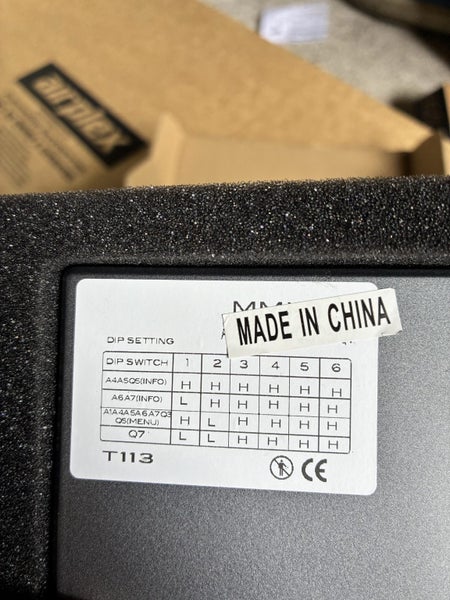 airplex
MADE IN CHINA
DIP SETTING
DIP SWITCH 1 2 3 4 5 6
A4A5Q5(INFO) H H H H H H
A6A7(INFO) L H H H H H
A1A4A5A6A7Q3 Q5(MENU) H L H H H H
Q7 L L H H H H
T113
CE